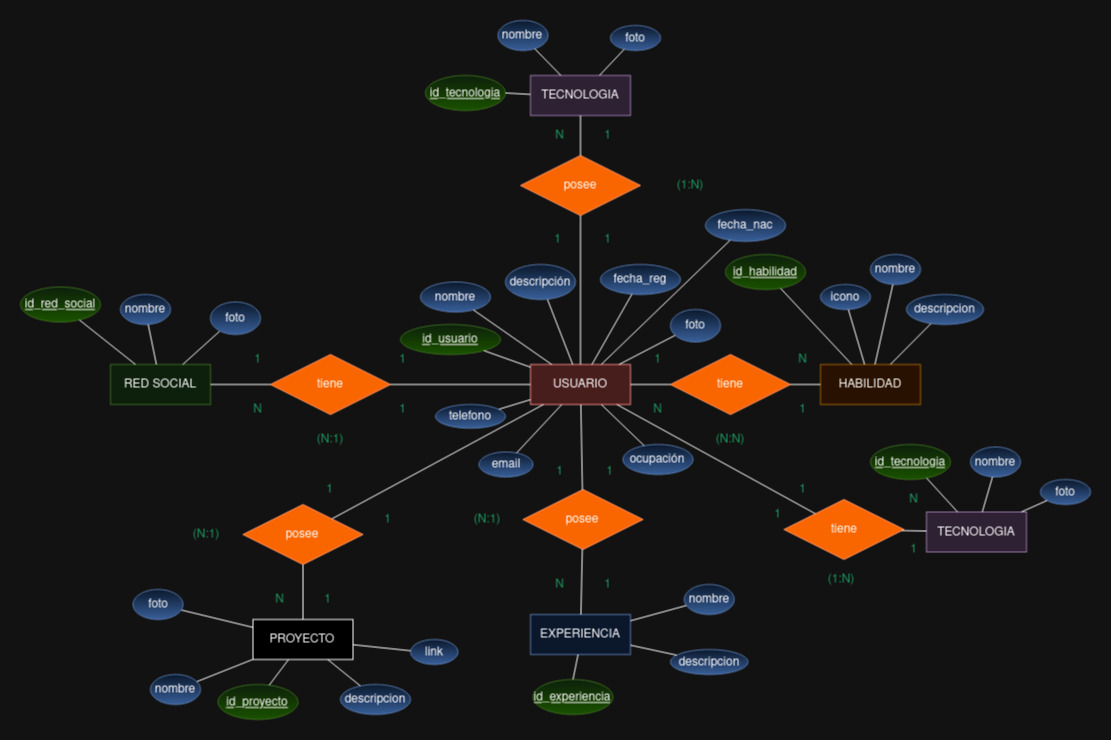 nombre
foto
id_tecnologia
TECNOLOGIA
N 1
posee
(1:N)
1 1
fecha_nac
id_habilidad
nombre
descripción
fecha_reg
nombre
icono
descripcion
id_red_social
nombre
foto
foto
id_usuario
1
1
1
N
RED SOCIAL
tiene
USUARIO
tiene
HABILIDAD
N
1
N
1
telefono
(N:1)
(N:N)
email
ocupación
id_tecnologia
nombre
foto
1
1
1
1
1
N
(N:1)
posee
1
(N:1)
posee
1
tiene
TECNOLOGIA
1
(1:N)
N 1
N 1
foto
nombre
PROYECTO
EXPERIENCIA
link
descripcion
nombre
id_proyecto
descripcion
id_experiencia